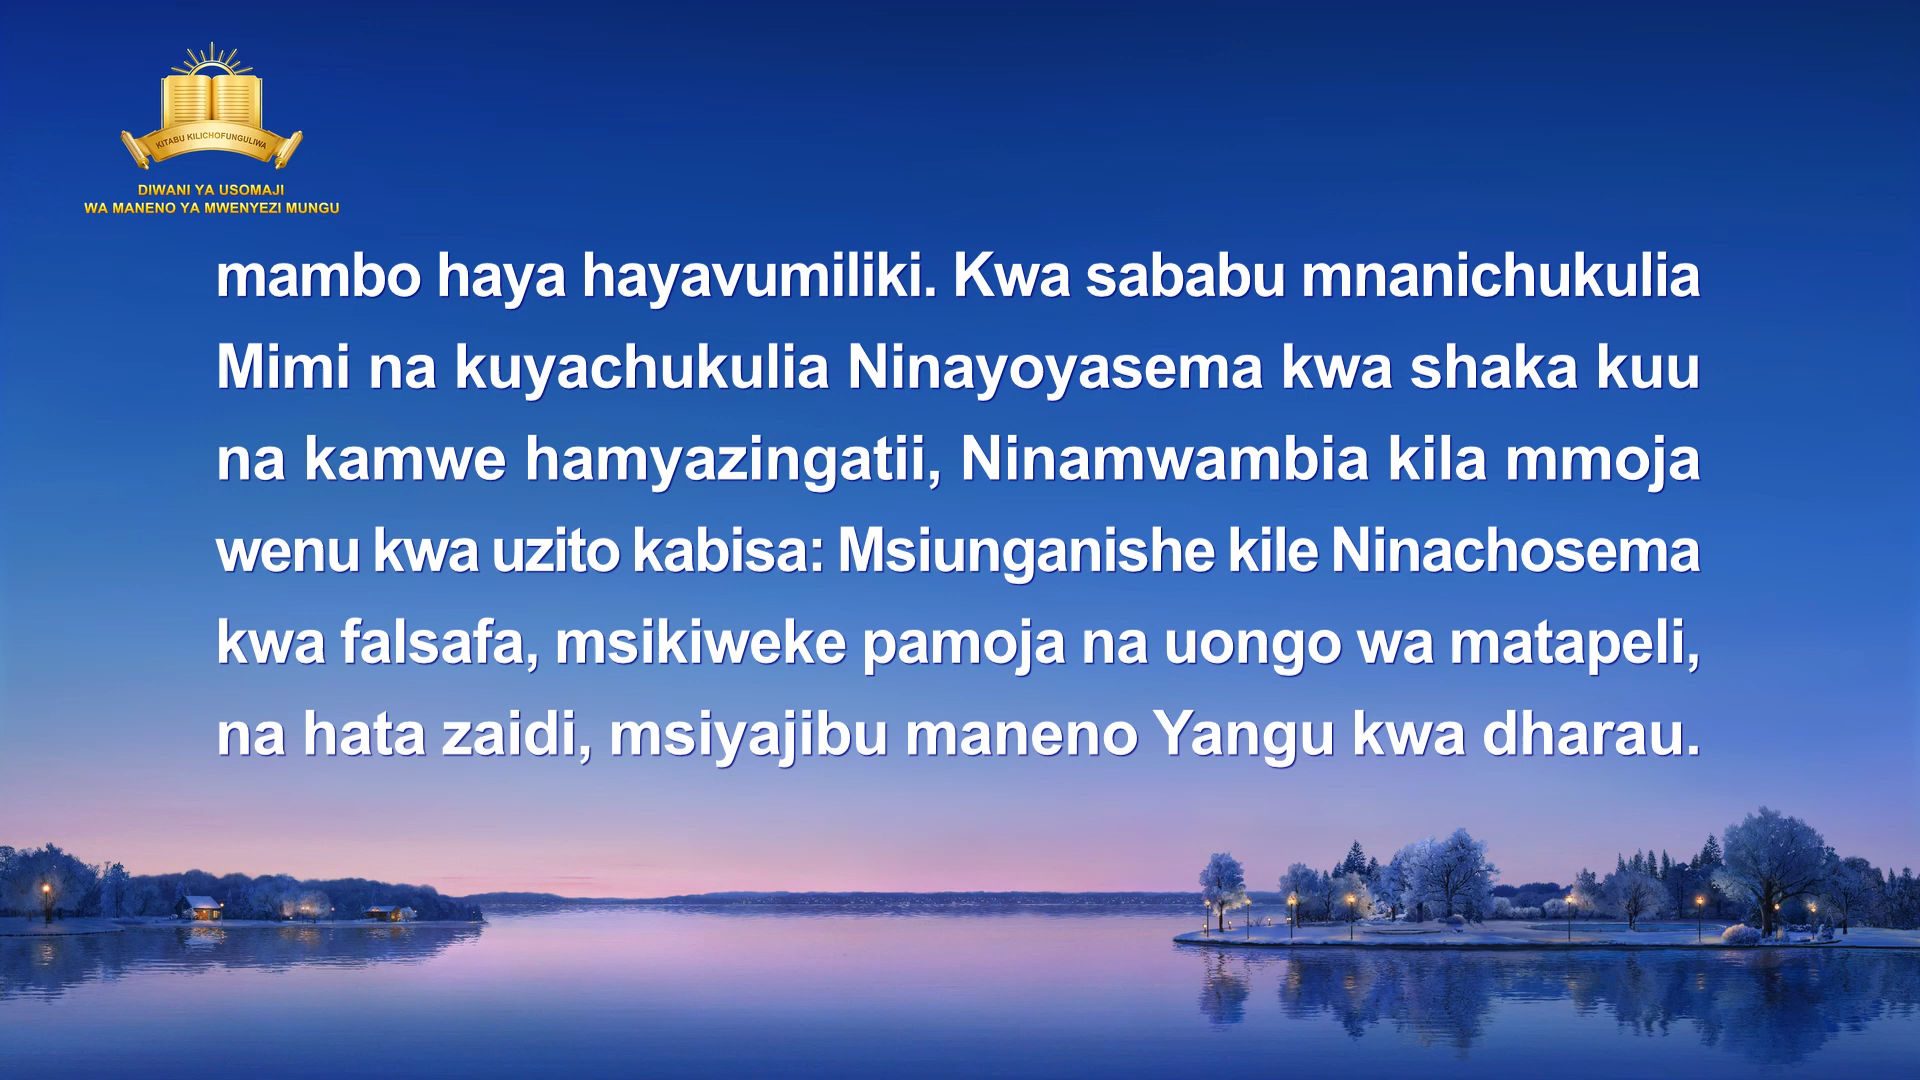 KITABU KILICHOFUNGULIWA
DIWANI YA USOMAJI
WA MANENO YA MWENYEZI MUNGU
mambo haya hayavumiliki. Kwa sababu mnanichukulia
Mimi na kuyachukulia Ninayoyasema kwa shaka kuu
na kamwe hamyazingatii, Ninamwambia kila mmoja
wenu kwa uzito kabisa: Msiunganishe kile Ninachosema
kwa falsafa, msikiweke pamoja na uongo wa matapeli,
na hata zaidi, msiyajibu maneno Yangu kwa dharau.